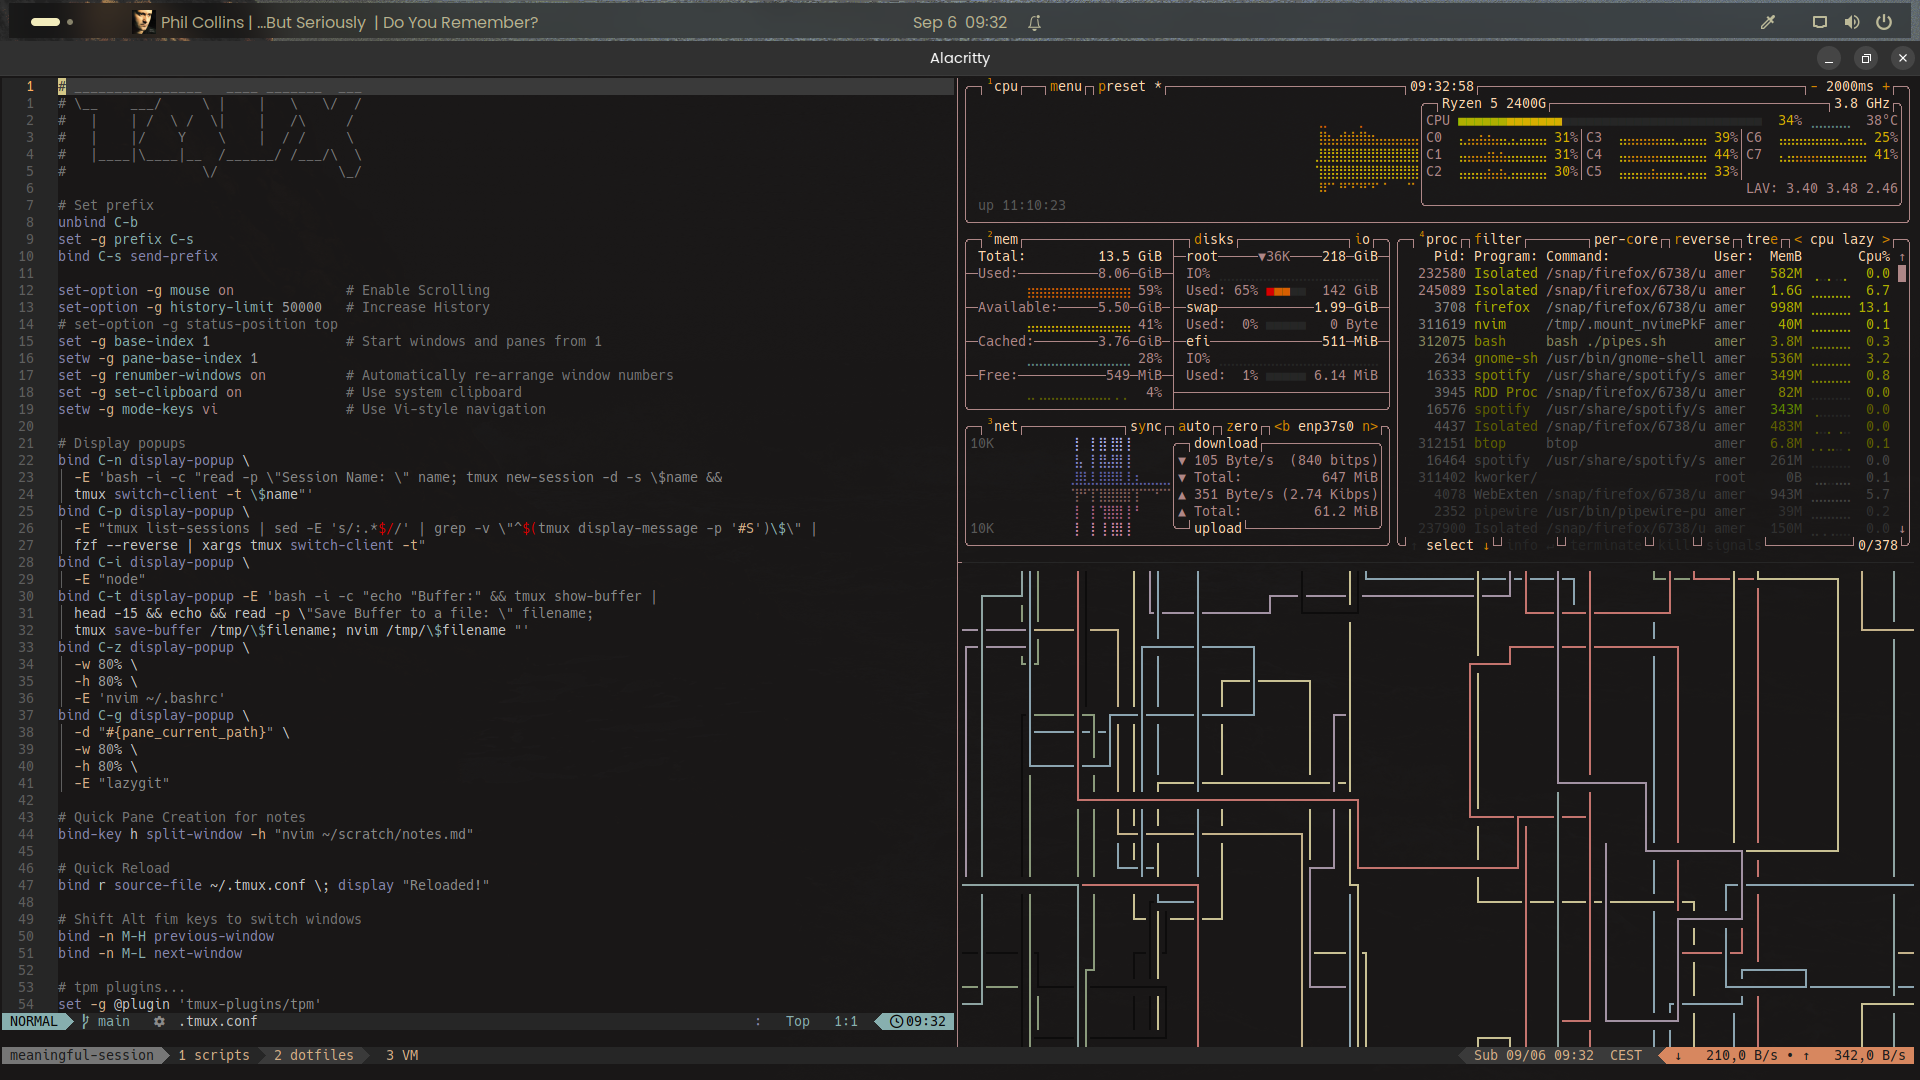 Phil Collins | ...But Seriously  | Do You Remember?
Sep 6  09:32
Alacritty
1 #  ________________   ____ _______  ___
1 # \__    ___/     \ |    |   \   \/  /
2 #   |    | /  \ /  \|    |   /\     /
3 #   |    |/    Y    \    |  / /     \
4 #   |____|\____|__  /______/ /___/\  \
5 #                 \/               \_/
6
7 # Set prefix
8 unbind C-b
9 set -g prefix C-s
10 bind C-s send-prefix
11
12 set-option -g mouse on              # Enable Scrolling
13 set-option -g history-limit 50000   # Increase History
14 # set-option -g status-position top
15 set -g base-index 1                 # Start windows and panes from 1
16 setw -g pane-base-index 1
17 set -g renumber-windows on          # Automatically re-arrange window numbers
18 set -g set-clipboard on             # Use system clipboard
19 setw -g mode-keys vi                # Use Vi-style navigation
20
21 # Display popups
22 bind C-n display-popup \
23   -E 'bash -i -c "read -p \"Session Name: \" name; tmux new-session -d -s \$name &&
24   tmux switch-client -t \$name"'
25 bind C-p display-popup \
26   -E "tmux list-sessions | sed -E 's/:.*$//' | grep -v \"^$(tmux display-message -p '#S')\$\" |
27   fzf --reverse | xargs tmux switch-client -t"
28 bind C-i display-popup \
29   -E "node"
30 bind C-t display-popup -E 'bash -i -c "echo "Buffer:" && tmux show-buffer |
31   head -15 && echo && read -p \"Save Buffer to a file: \" filename;
32   tmux save-buffer /tmp/\$filename; nvim /tmp/\$filename "'
33 bind C-z display-popup \
34   -w 80% \
35   -h 80% \
36   -E 'nvim ~/.bashrc'
37 bind C-g display-popup \
38   -d "#{pane_current_path}" \
39   -w 80% \
40   -h 80% \
41   -E "lazygit"
42
43 # Quick Pane Creation for notes
44 bind-key h split-window -h "nvim ~/scratch/notes.md"
45
46 # Quick Reload
47 bind r source-file ~/.tmux.conf \; display "Reloaded!"
48
49 # Shift Alt fim keys to switch windows
50 bind -n M-H previous-window
51 bind -n M-L next-window
52
53 # tpm plugins...
54 set -g @plugin 'tmux-plugins/tpm'
NORMAL main .tmux.conf : Top 1:1 09:32
1cpu menu preset * 09:32:58 - 2000ms +
Ryzen 5 2400G 3.8 GHz
CPU 34% 38°C
C0 31% C3 39% C6 25%
C1 31% C4 44% C7 41%
C2 30% C5 33%
LAV: 3.40 3.48 2.46
up 11:10:23
2mem
Total: 13.5 GiB
Used: 8.06 GiB
59%
Available: 5.50 GiB
41%
Cached: 3.76 GiB
28%
Free: 549 MiB
4%
disks io
root ▼36K 218 GiB
IO%
Used: 65% 142 GiB
swap 1.99 GiB
Used: 0% 0 Byte
efi 511 MiB
IO%
Used: 1% 6.14 MiB
3net sync auto zero <b enp37s0 n>
10K
10K
download
▼ 105 Byte/s (840 bitps)
▼ Total: 647 MiB
▲ 351 Byte/s (2.74 Kibps)
▲ Total: 61.2 MiB
upload
4proc filter per-core reverse tree < cpu lazy >
Pid: Program: Command: User: MemB Cpu% ↑
232580 Isolated /snap/firefox/6738/u amer 582M 0.0
245089 Isolated /snap/firefox/6738/u amer 1.6G 6.7
3708 firefox /snap/firefox/6738/u amer 998M 13.1
311619 nvim /tmp/.mount_nvimePkF amer 40M 0.1
312075 bash bash ./pipes.sh amer 3.8M 0.3
2634 gnome-sh /usr/bin/gnome-shell amer 536M 3.2
16333 spotify /usr/share/spotify/s amer 349M 0.8
3945 RDD Proc /snap/firefox/6738/u amer 82M 0.0
16576 spotify /usr/share/spotify/s amer 343M 0.0
4437 Isolated /snap/firefox/6738/u amer 483M 0.0
312151 btop btop amer 6.8M 0.1
16464 spotify /usr/share/spotify/s amer 261M 0.0
311402 kworker/ root 0B 0.1
4078 WebExten /snap/firefox/6738/u amer 943M 5.7
2352 pipewire /usr/bin/pipewire-pu amer 39M 0.2
237900 Isolated /snap/firefox/6738/u amer 150M 0.0 ↓
select ↓ info terminate kill signals 0/378
meaningful-session 1 scripts 2 dotfiles 3 VM
Sub 09/06 09:32 CEST ↓ 210,0 B/s • ↑ 342,0 B/s